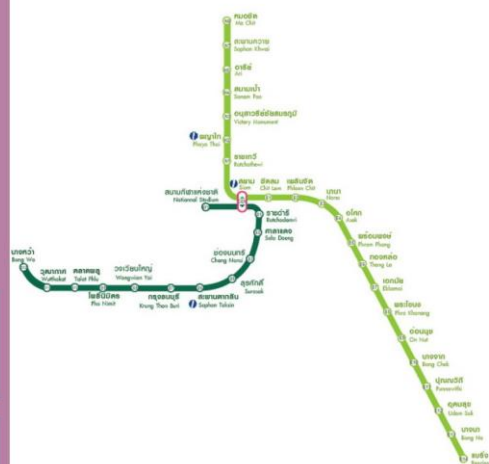 หมอชิต
Mo Chit
สะพานควาย
Saphan Khwai
อารีย์
Ari
สนามเป้า
Sanam Pao
อนุสาวรีย์ชัยสมรภูมิ
Victory Monument
พญาไท
Phaya Thai
ราชเทวี
Ratchathewi
สยาม
Siam
ชิดลม
Chit Lom
เพลินจิต
Phloen Chit
นานา
Nana
อโศก
Asok
พร้อมพงษ์
Phrom Phong
ทองหล่อ
Thong Lo
เอกมัย
Ekkamai
พระโขนง
Phra Khanong
อ่อนนุช
On Nut
บางจาก
Bang Chak
ปุณณวิถี
Punnawithi
อุดมสุข
Udom Suk
บางนา
Bang Na
แบริ่ง
สนามกีฬาแห่งชาติ
National Stadium
ราชดำริ
ศาลาแดง
Sala Daeng
ช่องนนทรี
Chong Nonsi
สุรศักดิ์
Surasak
สะพานตากสิน
Saphan Taksin
กรุงธนบุรี
Krung Thon Buri
วงเวียนใหญ่
Wongwian Yai
โพธิ์นิมิตร
Pho Nimit
ตลาดพลู
Talat Phlu
วุฒากาศ
Wutthakat
บางหว้า
Bang Wa